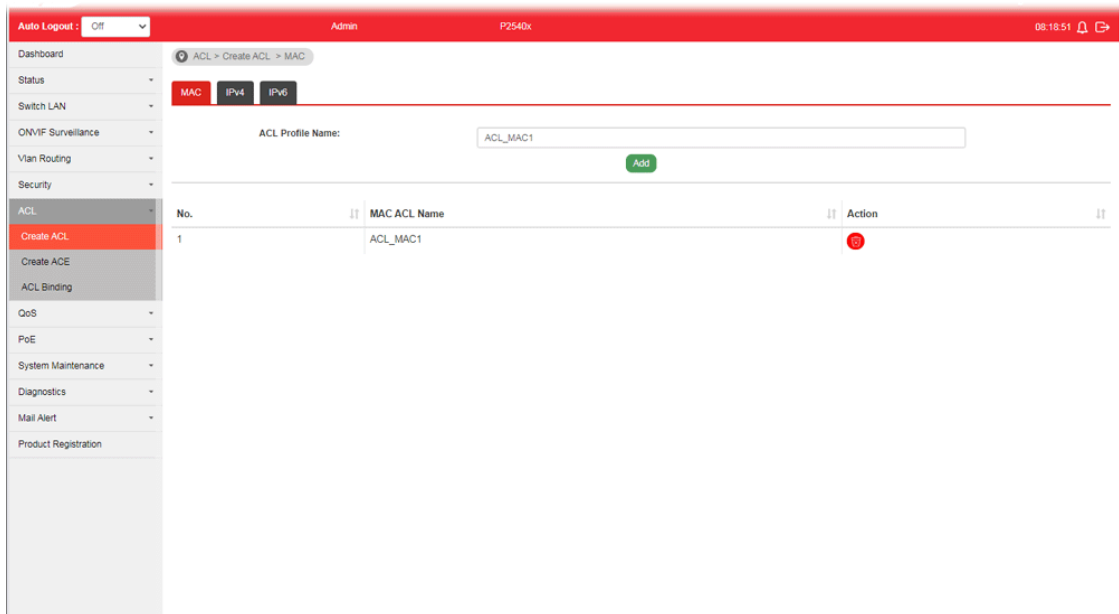 Auto Logout : Off Admin P2540x 08:18:51
Dashboard
Status
Switch LAN
ONVIF Surveillance
Vlan Routing
Security
ACL
Create ACL
Create ACE
ACL Binding
QoS
PoE
System Maintenance
Diagnostics
Mail Alert
Product Registration
ACL > Create ACL > MAC
MAC IPv4 IPv6
ACL Profile Name: ACL_MAC1
Add
No. MAC ACL Name Action
1 ACL_MAC1